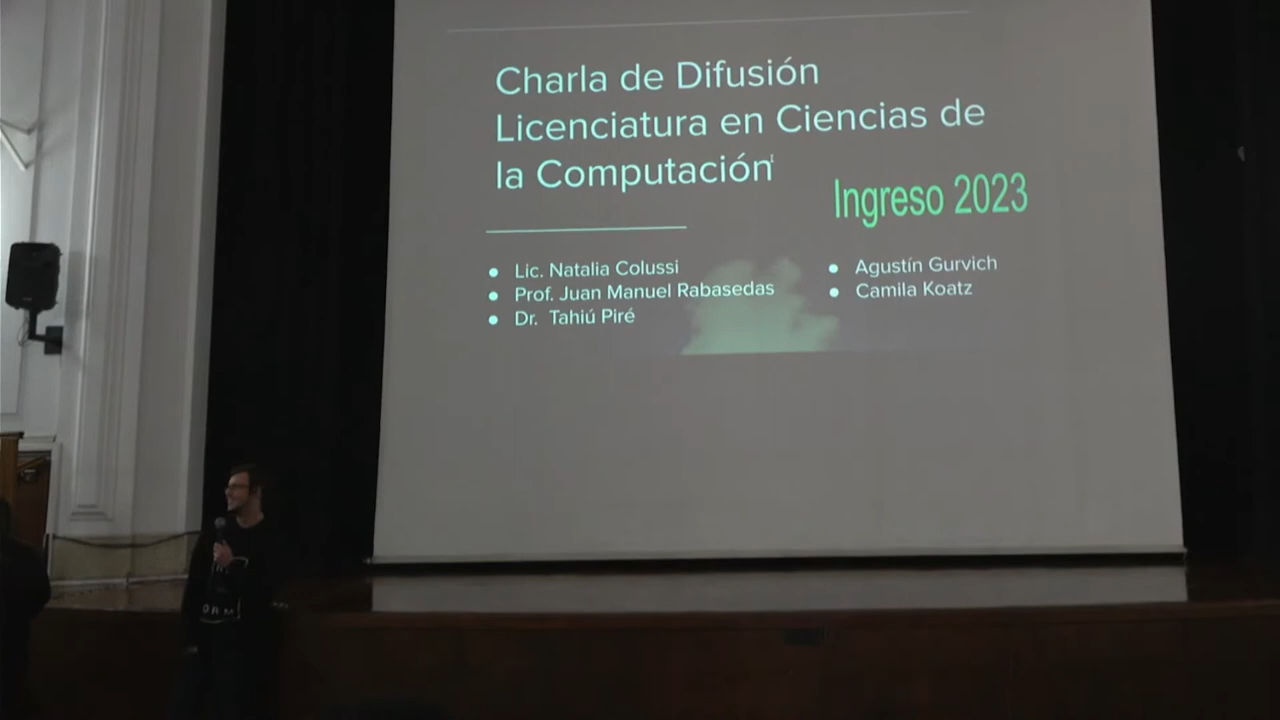 Charla de Difusión
Licenciatura en Ciencias de
la Computación
Ingreso 2023
Lic. Natalia Colussi
Prof. Juan Manuel Rabasedas
Dr. Tahiú Piré
Agustín Gurvich
Camila Koatz